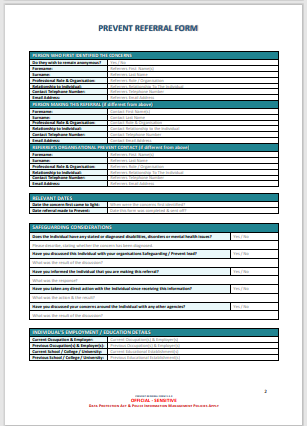 PREVENT REFERRAL FORM
PERSON WHO FIRST IDENTIFIED THE CONCERNS
Do they wish to remain anonymous? Yes / No
Forename: Referrers First Name(s)
Surname: Referrers Last Name
Professional Role & Organisation: Referrers Role / Organisation
Relationship to Individual: Referrers Relationship To The Individual
Contact Telephone Number: Referrers Telephone Number
Email Address: Referrers Email Address
PERSON MAKING THIS REFERRAL (if different from above)
Forename: Contact First Name(s)
Surname: Contact Last Name
Professional Role & Organisation: Contact Role & Organisation
Relationship to Individual: Contact Relationship to the Individual
Contact Telephone Number: Contact Telephone Number
Email Address: Contact Email Address
REFERRER'S ORGANISATIONAL PREVENT CONTACT (if different from above)
Forename: Referrers First Name(s)
Surname: Referrers Last Name
Professional Role & Organisation: Referrers Role / Organisation
Relationship to Individual: Referrers Relationship To The Individual
Contact Telephone Number: Referrers Telephone Number
Email Address: Referrers Email Address
RELEVANT DATES
Date the concern first came to light: When were the concerns first identified?
Date referral made to Prevent: Date this form was completed & sent off?
SAFEGUARDING CONSIDERATIONS
Does the individual have any stated or diagnosed disabilities, disorders or mental health issues? Yes / No
Please describe, stating whether the concern has been diagnosed.
Have you discussed this individual with your organisations Safeguarding / Prevent lead? Yes / No
What was the result of the discussion?
Have you informed the individual that you are making this referral? Yes / No
What was the response?
Have you taken any direct action with the individual since receiving this information? Yes / No
What was the action & the result?
Have you discussed your concerns around the individual with any other agencies? Yes / No
What was the result of the discussion?
INDIVIDUAL'S EMPLOYMENT / EDUCATION DETAILS
Current Occupation & Employer: Current Occupation(s) & Employer(s)
Previous Occupation(s) & Employer(s): Previous Occupation(s) & Employer(s)
Current School / College / University: Current Educational Establishment(s)
Previous School / College / University: Previous Educational Establishment(s)
2
OFFICIAL - SENSITIVE
DATA PROTECTION ACT & POLICE INFORMATION MANAGEMENT POLICIES APPLY